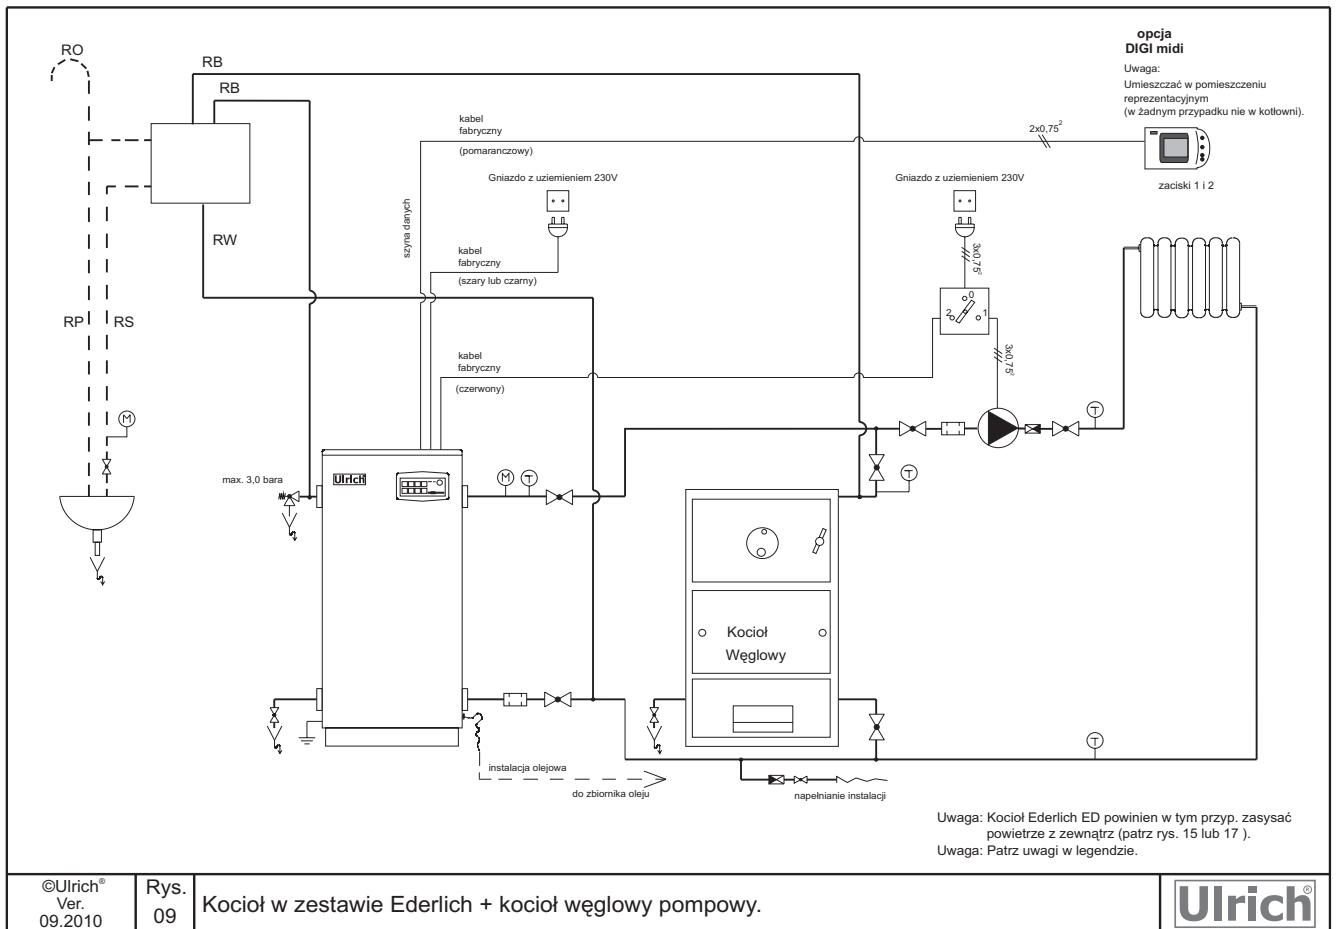 opcja
DIGI midi
Uwaga:
Umieszczać w pomieszczeniu
reprezentacyjnym
(w żadnym przypadku nie w kotłowni).
RO
RB
RB
kabel
fabryczny
(pomaranczowy)
2x0,75²
zaciski 1 i 2
Gniazdo z uziemieniem 230V
Gniazdo z uziemieniem 230V
szyna danych
RW
kabel
fabryczny
(szary lub czarny)
3x0,75²
0
2
1
RP
RS
kabel
fabryczny
(czerwony)
3x0,75²
M
T
max. 3,0 bara
Ulrich
M
T
T
Kocioł
Węglowy
T
instalacja olejowa
do zbiornika oleju
napełnianie instalacji
Uwaga: Kocioł Ederlich ED powinien w tym przyp. zasysać
powietrze z zewnątrz (patrz rys. 15 lub 17 ).
Uwaga: Patrz uwagi w legendzie.
©Ulrich®
Ver.
09.2010
Rys.
09
Kocioł w zestawie Ederlich + kocioł węglowy pompowy.
Ulrich®